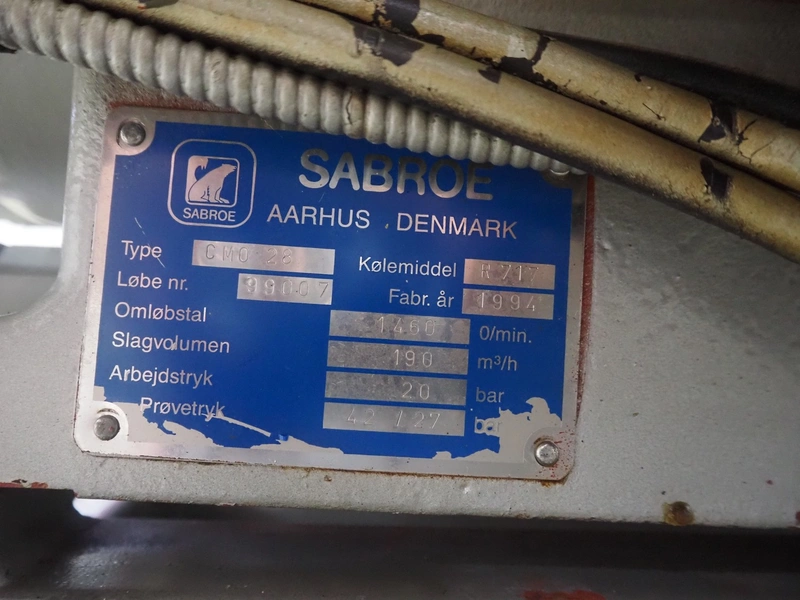 SABROE
SABROE
AARHUS, DENMARK
Type CMO 28 Kølemiddel R 717
Løbe nr. 99007 Fabr. år 1994
Omløbstal 1460 0/min.
Slagvolumen 190 m³/h
Arbejdstryk 20 bar
Prøvetryk 42 / 27